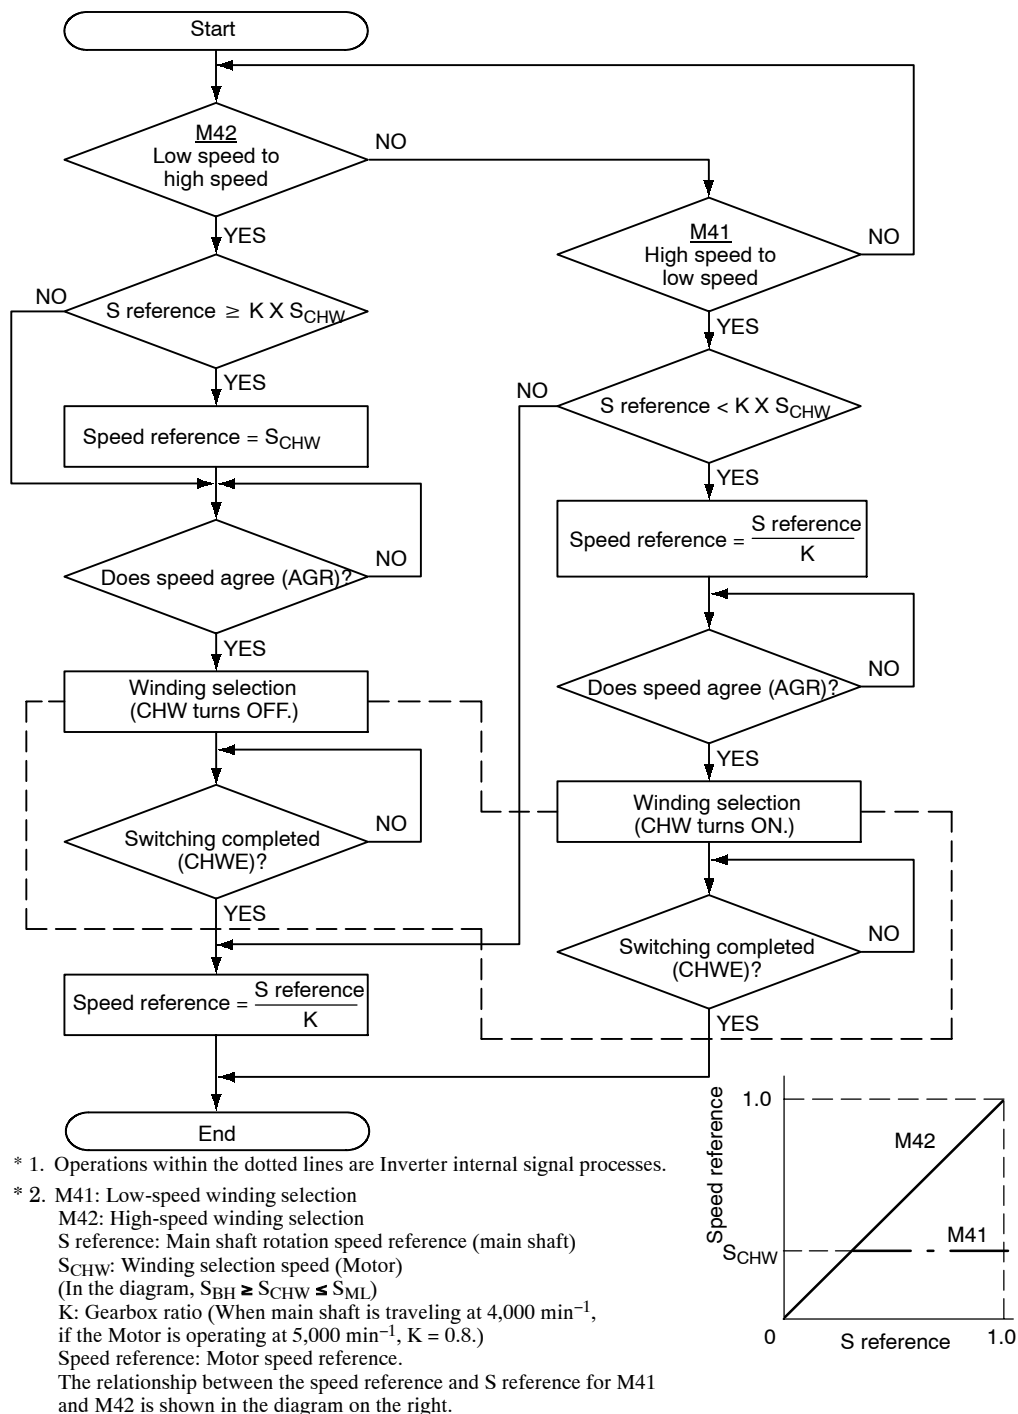 Start
M42
Low speed to
high speed
NO
YES
M41
High speed to
low speed
NO
YES
NO
S reference ≥ K X SCHW
YES
NO
S reference < K X SCHW
YES
Speed reference = SCHW
Speed reference = S reference
K
NO
Does speed agree (AGR)?
YES
NO
Does speed agree (AGR)?
YES
Winding selection
(CHW turns OFF.)
Winding selection
(CHW turns ON.)
NO
Switching completed
(CHWE)?
YES
NO
Switching completed
(CHWE)?
YES
Speed reference = S reference
K
End
Speed reference
1.0
M42
M41
SCHW
0
S reference
1.0
* 1. Operations within the dotted lines are Inverter internal signal processes.
* 2. M41: Low-speed winding selection
M42: High-speed winding selection
S reference: Main shaft rotation speed reference (main shaft)
SCHW: Winding selection speed (Motor)
(In the diagram, SBH ≥ SCHW ≤ SML)
K: Gearbox ratio (When main shaft is traveling at 4,000 min−1,
if the Motor is operating at 5,000 min−1, K = 0.8.)
Speed reference: Motor speed reference.
The relationship between the speed reference and S reference for M41
and M42 is shown in the diagram on the right.